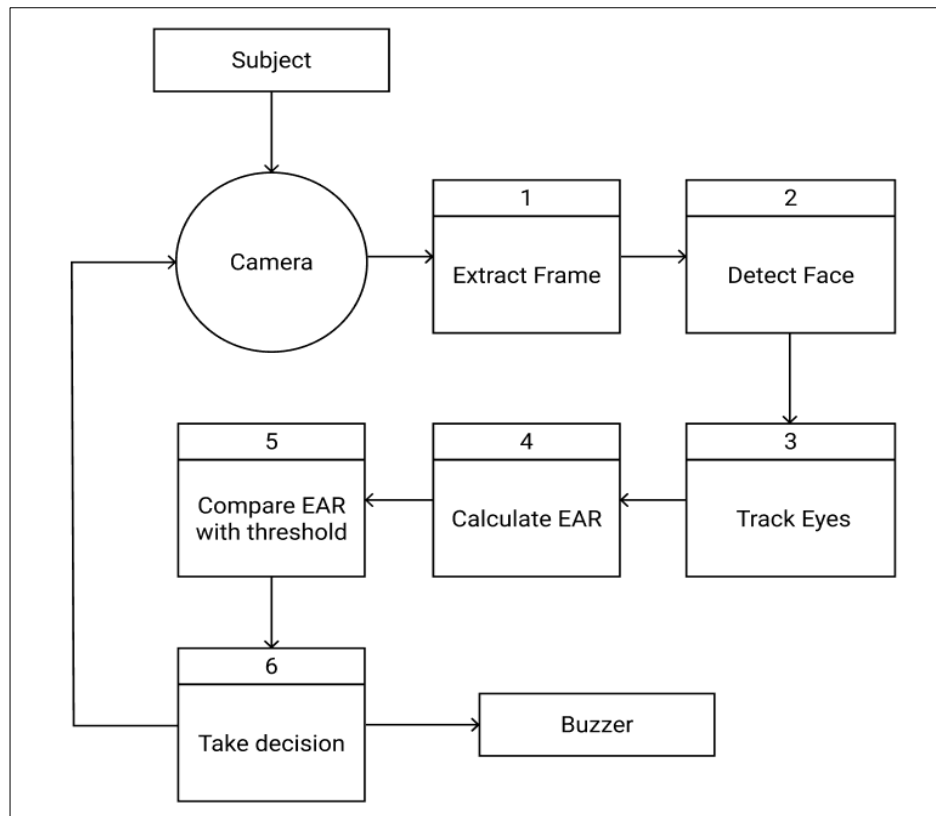 Subject
Camera
1
Extract Frame
2
Detect Face
3
Track Eyes
4
Calculate EAR
5
Compare EAR
with threshold
6
Take decision
Buzzer